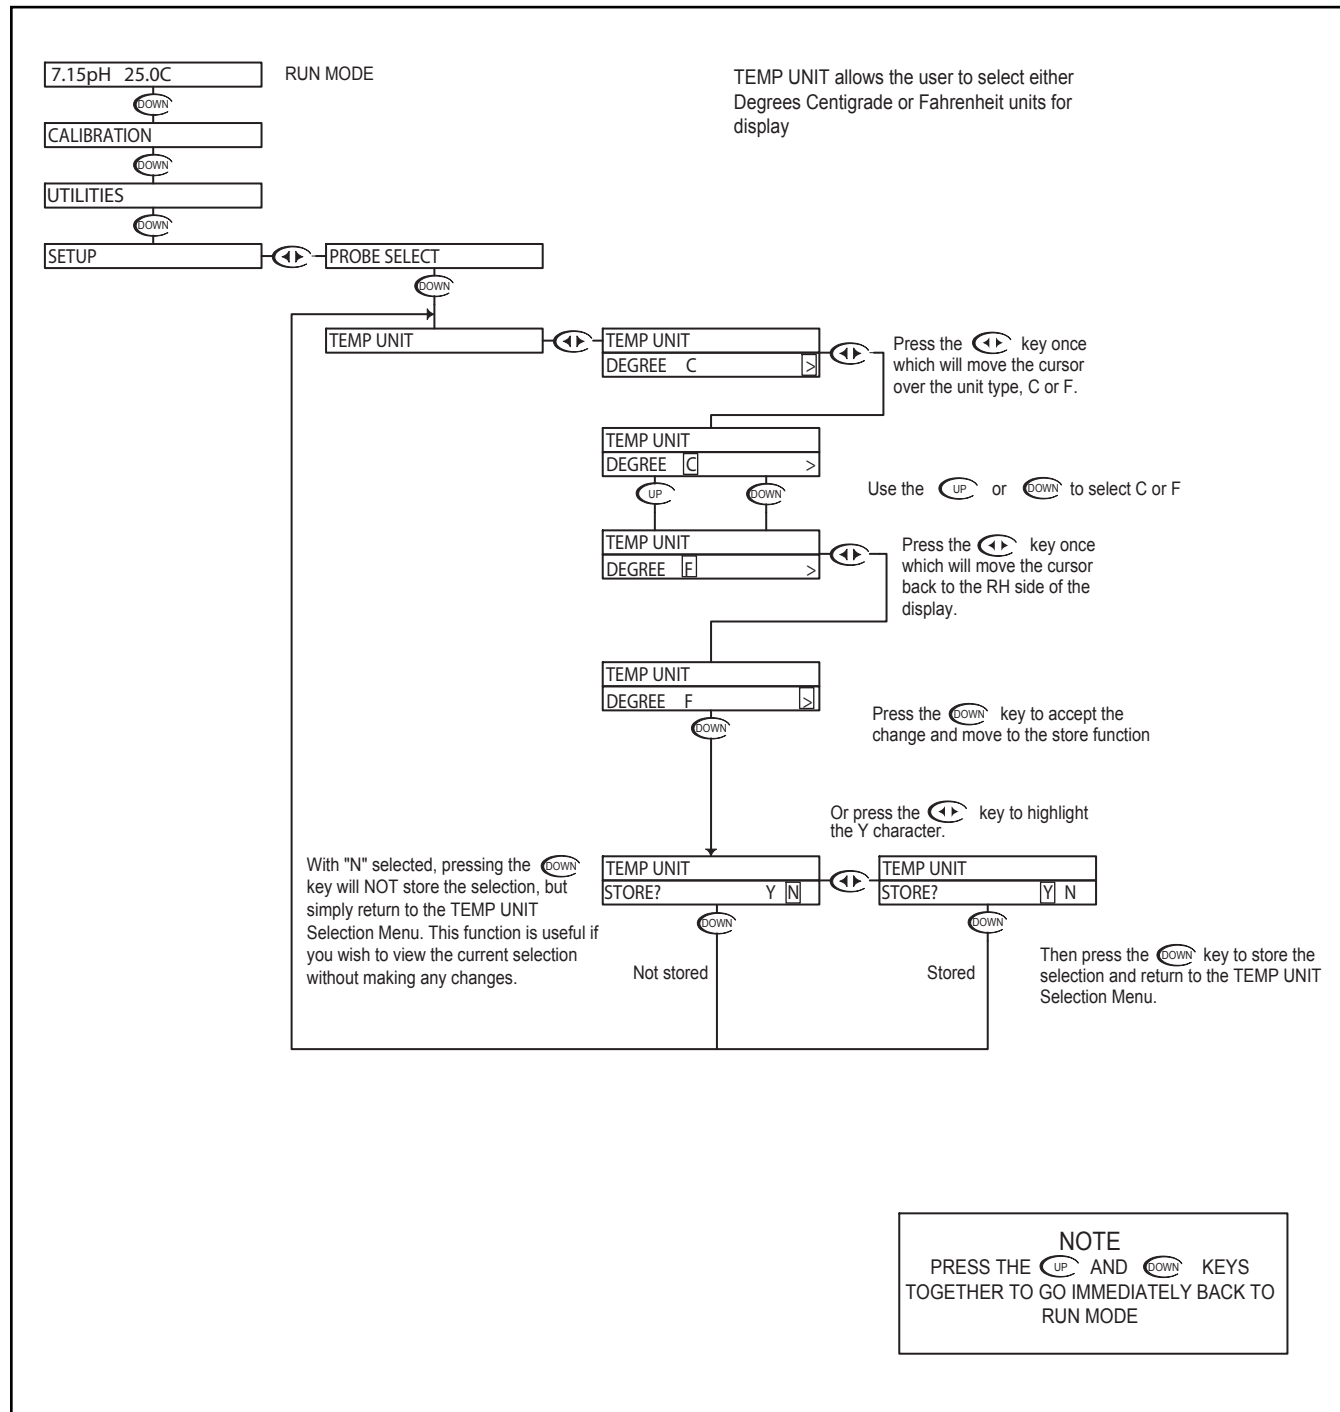 7.15pH 25.0C
RUN MODE
TEMP UNIT allows the user to select either
Degrees Centigrade or Fahrenheit units for
display
DOWN
CALIBRATION
DOWN
UTILITIES
DOWN
SETUP
PROBE SELECT
DOWN
TEMP UNIT
TEMP UNIT
DEGREE C >
Press the key once
which will move the cursor
over the unit type, C or F.
TEMP UNIT
DEGREE C >
UP DOWN
Use the UP or DOWN to select C or F
TEMP UNIT
DEGREE F >
Press the key once
which will move the cursor
back to the RH side of the
display.
TEMP UNIT
DEGREE F >
DOWN
Press the DOWN key to accept the
change and move to the store function
Or press the key to highlight
the Y character.
With "N" selected, pressing the DOWN
key will NOT store the selection, but
simply return to the TEMP UNIT
Selection Menu. This function is useful if
you wish to view the current selection
without making any changes.
TEMP UNIT
STORE? Y N
DOWN
Not stored
TEMP UNIT
STORE? Y N
DOWN
Stored
Then press the DOWN key to store the
selection and return to the TEMP UNIT
Selection Menu.
NOTE
PRESS THE UP AND DOWN KEYS
TOGETHER TO GO IMMEDIATELY BACK TO
RUN MODE